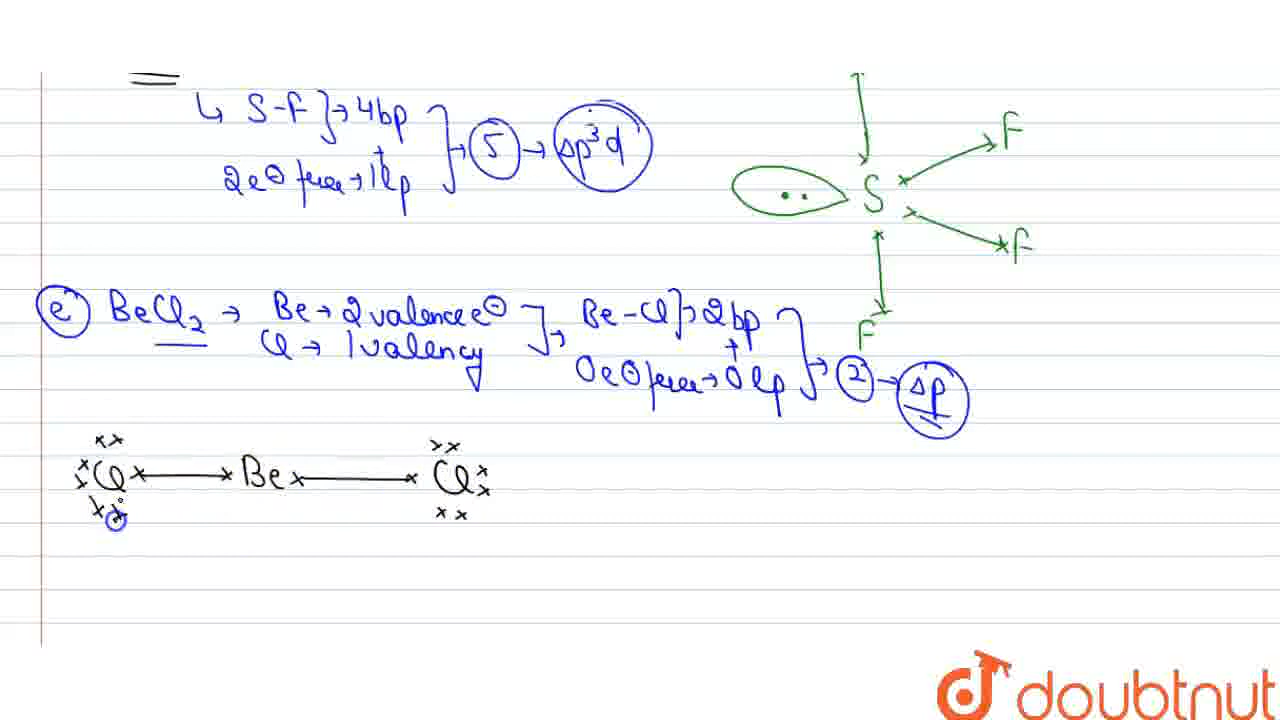 ↳ S-F}→4bp
+
2e⊖ free→1lp
→5→sp³d
F
S
F
F
e BeCl₂ → Be→2 valence e⊖
Cl → 1 valency
→ Be-Cl}→2bp
+
0e⊖ free→0lp
→2→sp
Cl Be Cl
doubtnut